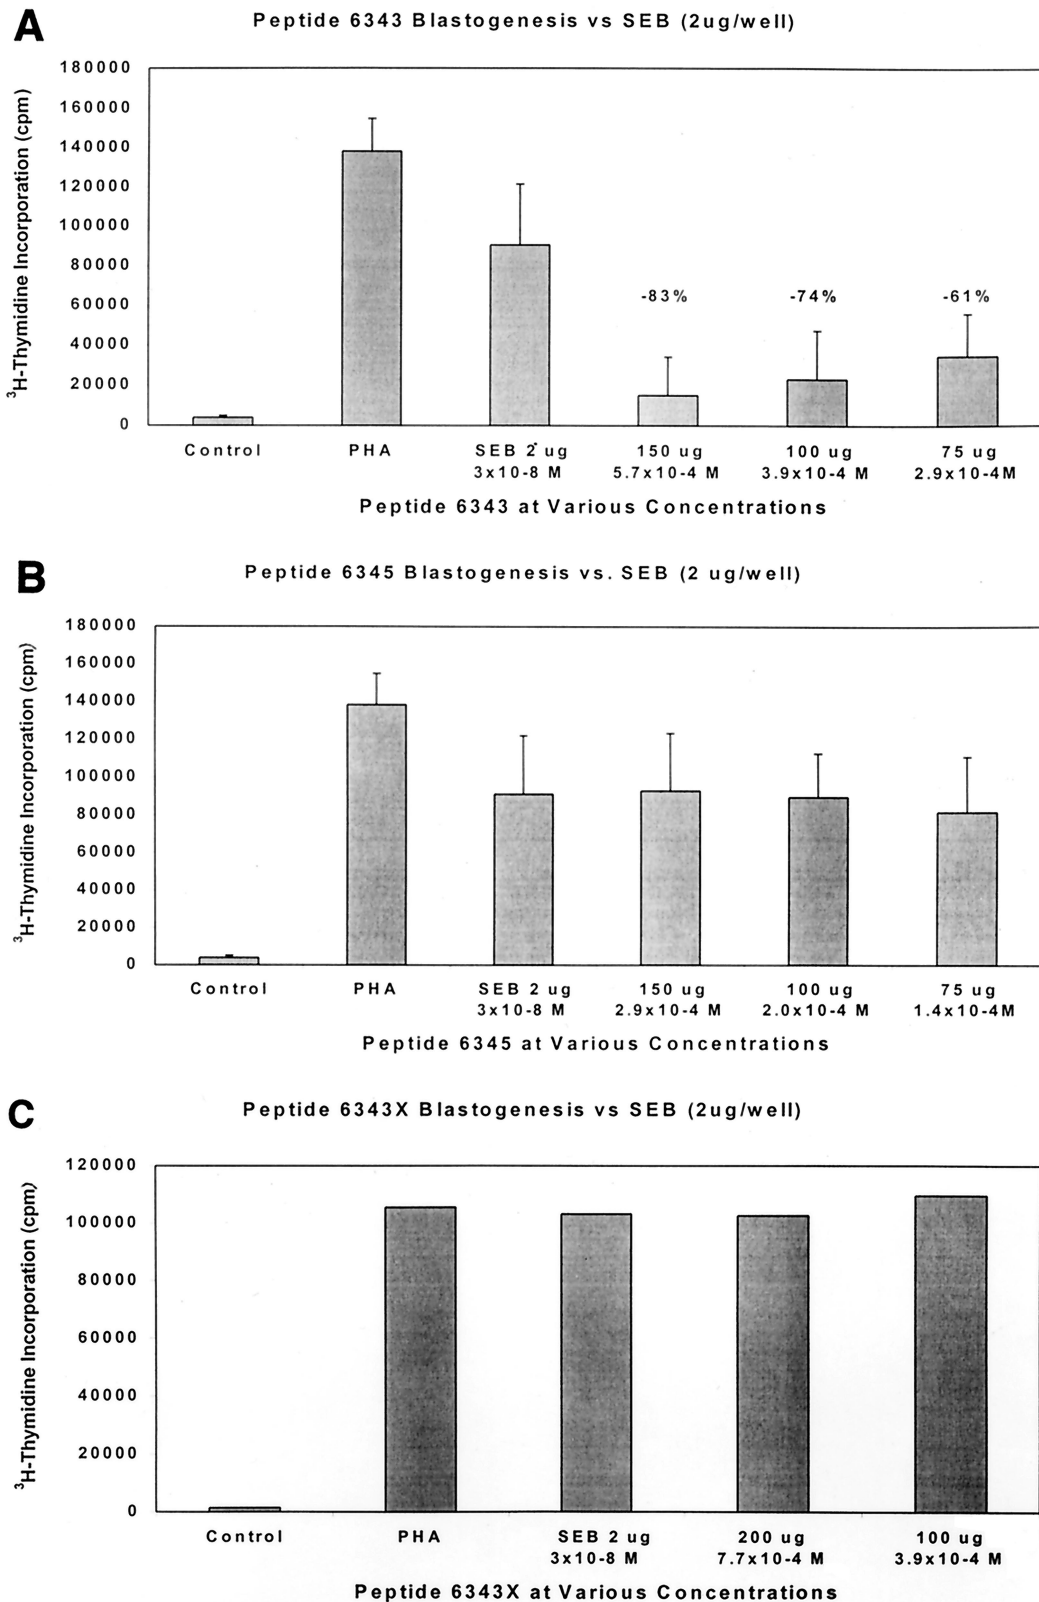 A
Peptide 6343 Blastogenesis vs SEB (2ug/well)
³H-Thymidine Incorporation (cpm)
180000
160000
140000
120000
100000
80000
60000
40000
20000
0
-83% -74% -61%
Control PHA SEB 2 ug 150 ug 100 ug 75 ug
3x10-8 M 5.7x10-4 M 3.9x10-4 M 2.9x10-4M
Peptide 6343 at Various Concentrations
B
Peptide 6345 Blastogenesis vs. SEB (2 ug/well)
³H-Thymidine Incorporation (cpm)
180000
160000
140000
120000
100000
80000
60000
40000
20000
0
Control PHA SEB 2 ug 150 ug 100 ug 75 ug
3x10-8 M 2.9x10-4 M 2.0x10-4 M 1.4x10-4M
Peptide 6345 at Various Concentrations
C
Peptide 6343X Blastogenesis vs SEB (2ug/well)
³H-Thymidine Incorporation (cpm)
120000
100000
80000
60000
40000
20000
0
Control PHA SEB 2 ug 200 ug 100 ug
3x10-8 M 7.7x10-4 M 3.9x10-4 M
Peptide 6343X at Various Concentrations